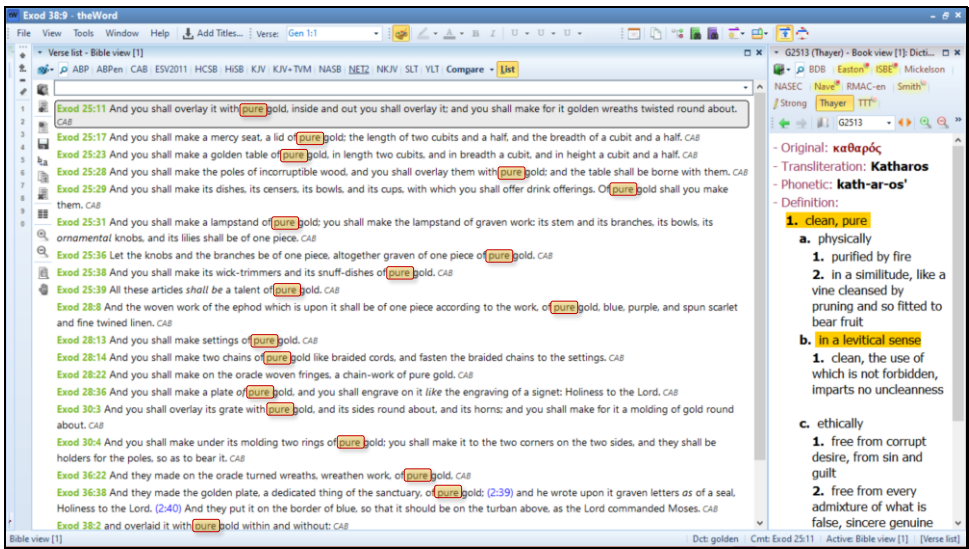 Exod 38:9 - theWord
File View Tools Window Help Add Titles... Verse: Gen 1:1
Verse list - Bible view [1]
ABP ABPen CAB ESV2011 HCSB HiSB KJV KJV+TVM NASB NET2 NKJV SLT YLT Compare List
Exod 25:11 And you shall overlay it with pure gold, inside and out you shall overlay it: and you shall make for it golden wreaths twisted round about.
CAB
Exod 25:17 And you shall make a mercy seat, a lid of pure gold; the length of two cubits and a half, and the breadth of a cubit and a half. CAB
Exod 25:23 And you shall make a golden table of pure gold, in length two cubits, and in breadth a cubit, and in height a cubit and a half. CAB
Exod 25:28 And you shall make the poles of incorruptible wood, and you shall overlay them with pure gold; and the table shall be borne with them. CAB
Exod 25:29 And you shall make its dishes, its censers, its bowls, and its cups, with which you shall offer drink offerings. Of pure gold shall you make
them. CAB
Exod 25:31 And you shall make a lampstand of pure gold; you shall make the lampstand of graven work: its stem and its branches, its bowls, its
ornamental knobs, and its lilies shall be of one piece. CAB
Exod 25:36 Let the knobs and the branches be of one piece, altogether graven of one piece of pure gold. CAB
Exod 25:38 And you shall make its wick-trimmers and its snuff-dishes of pure gold. CAB
Exod 25:39 All these articles shall be a talent of pure gold. CAB
Exod 28:8 And the woven work of the ephod which is upon it shall be of one piece according to the work, of pure gold, blue, purple, and spun scarlet
and fine twined linen. CAB
Exod 28:13 And you shall make settings of pure gold. CAB
Exod 28:14 And you shall make two chains of pure gold like braided cords, and fasten the braided chains to the settings. CAB
Exod 28:22 And you shall make on the oracle woven fringes, a chain-work of pure gold. CAB
Exod 28:36 And you shall make a plate of pure gold, and you shall engrave on it like the engraving of a signet: Holiness to the Lord. CAB
Exod 30:3 And you shall overlay its grate with pure gold, and its sides round about, and its horns; and you shall make for it a molding of gold round
about. CAB
Exod 30:4 And you shall make under its molding two rings of pure gold; you shall make it to the two corners on the two sides, and they shall be
holders for the poles, so as to bear it. CAB
Exod 36:22 And they made on the oracle turned wreaths, wreathen work, of pure gold, CAB
Exod 36:38 And they made the golden plate, a dedicated thing of the sanctuary, of pure gold; (2:39) and he wrote upon it graven letters as of a seal,
Holiness to the Lord. (2:40) And they put it on the border of blue, so that it should be on the turban above, as the Lord commanded Moses. CAB
Exod 38:2 and overlaid it with pure gold within and without; CAB
G2513 (Thayer) - Book view [1]: Dicti...
BDB Easton ISBE Mickelson
NASEC Nave RMAC-en Smith
Strong Thayer TTT
G2513
- Original: καθαρός
- Transliteration: Katharos
- Phonetic: kath-ar-os'
- Definition:
1. clean, pure
a. physically
1. purified by fire
2. in a similitude, like a
vine cleansed by
pruning and so fitted to
bear fruit
b. in a levitical sense
1. clean, the use of
which is not forbidden,
imparts no uncleanness
c. ethically
1. free from corrupt
desire, from sin and
guilt
2. free from every
admixture of what is
false, sincere genuine
Bible view [1] Dct: golden Cmt: Exod 25:11 Active: Bible view [1] [Verse list]